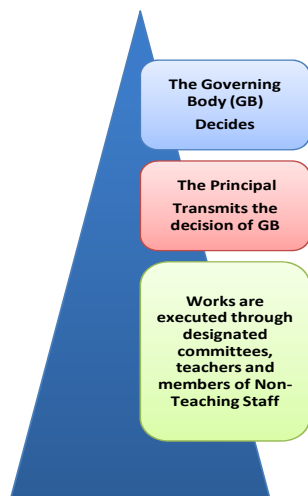 The Governing
Body (GB)
Decides
The Principal
Transmits the
decision of GB
Works are
executed through
designated
committees,
teachers and
members of Non-
Teaching Staff